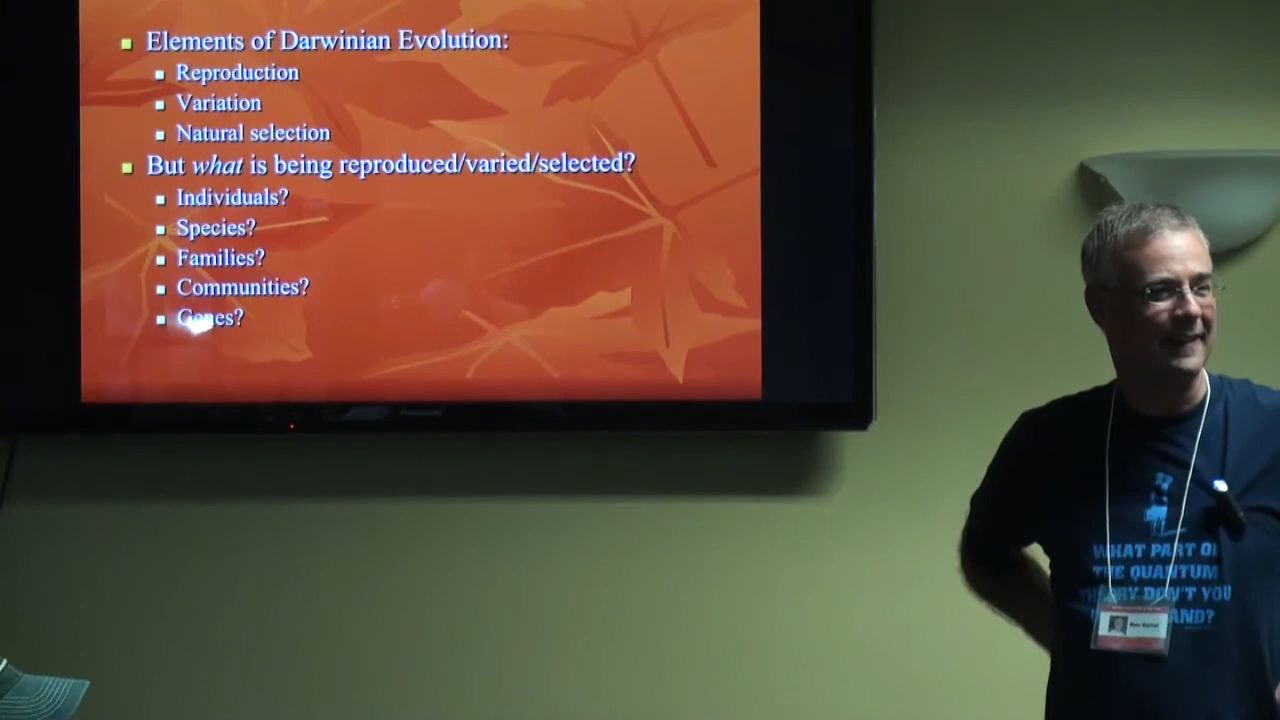 Elements of Darwinian Evolution:
Reproduction
Variation
Natural selection
But what is being reproduced/varied/selected?
Individuals?
Species?
Families?
Communities?
Genes?
WHAT PART OF
THE QUANTUM
THEORY DON'T YOU